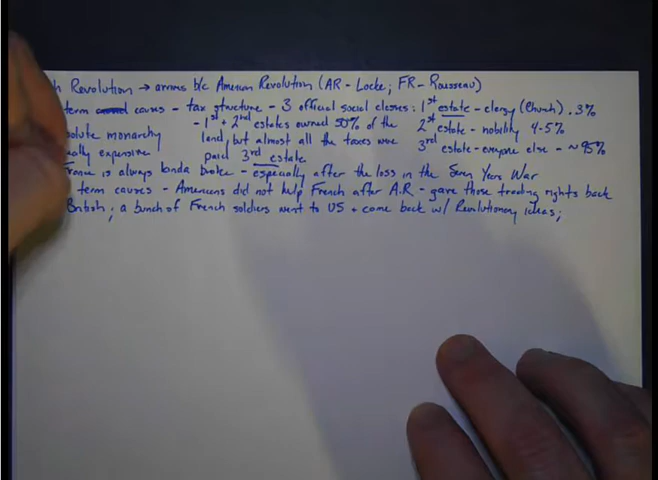 h Revolution → arrives b/c American Revolution (AR - Locke; FR - Rousseau)
term causes - tax structure - 3 official social classes: 1st estate - clergy (Church) .3%
olute monarchy - 1st + 2nd estates owned 50% of the 2nd estate - nobility 4-5%
ally expensive land, but almost all the taxes were 3rd estate - everyone else - ~95%
paid 3rd estate
rance is always kinda broke - especially after the loss in the Seven Years War
term causes - Americans did not help French after A.R - gave those trading rights back
British; a bunch of French soldiers went to US + come back w/ Revolutionary ideas;